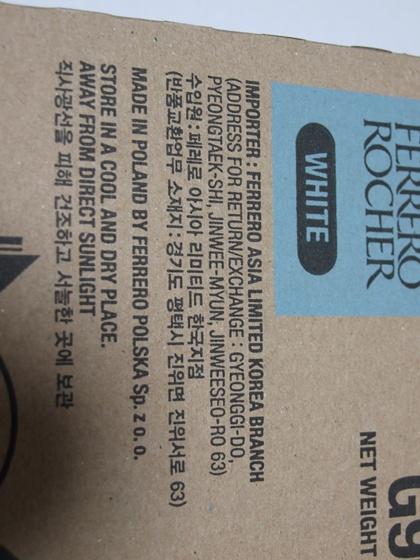 FERRERO
ROCHER
WHITE
G9
NET WEIGHT
IMPORTER : FERRERO ASIA LIMITED KOREA BRANCH
(ADDRESS FOR RETURN/EXCHANGE : GYEONGGI-DO,
PYEONGTAEK-SHI, JINWEE-MYUN, JINWEESEO-RO 63)
수입원 : 페레로 아시아 리미티드 한국지점
(반품교환업무 소재지 : 경기도 평택시 진위면 진위서로 63)
MADE IN POLAND BY FERRERO POLSKA Sp. z o. o.
STORE IN A COOL AND DRY PLACE.
AWAY FROM DIRECT SUNLIGHT
직사광선을 피해 건조하고 서늘한 곳에 보관